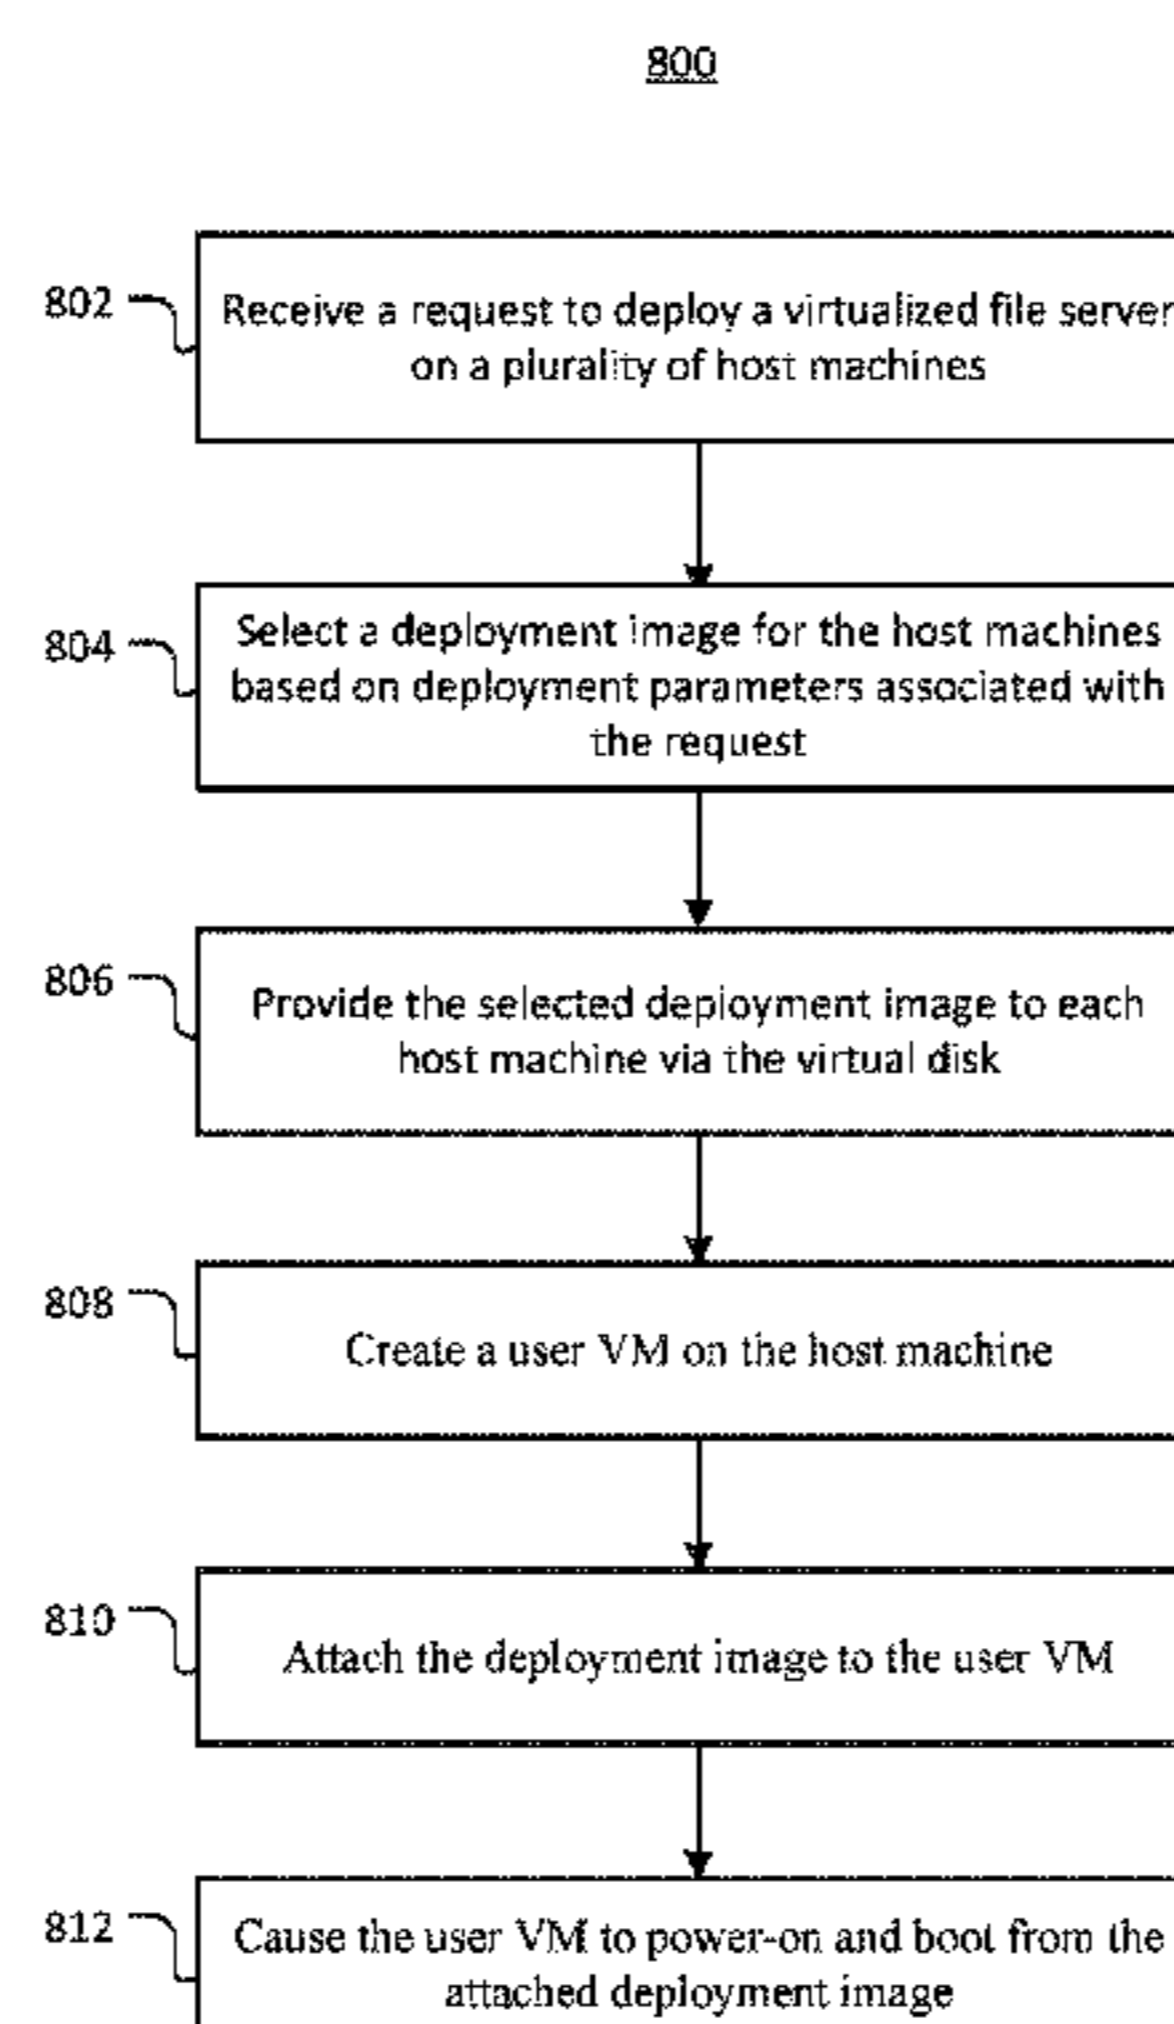 800
802
Receive a request to deploy a virtualized file server
on a plurality of host machines
804
Select a deployment image for the host machines
based on deployment parameters associated with
the request
806
Provide the selected deployment image to each
host machine via the virtual disk
808
Create a user VM on the host machine
810
Attach the deployment image to the user VM
812
Cause the user VM to power-on and boot from the
attached deployment image